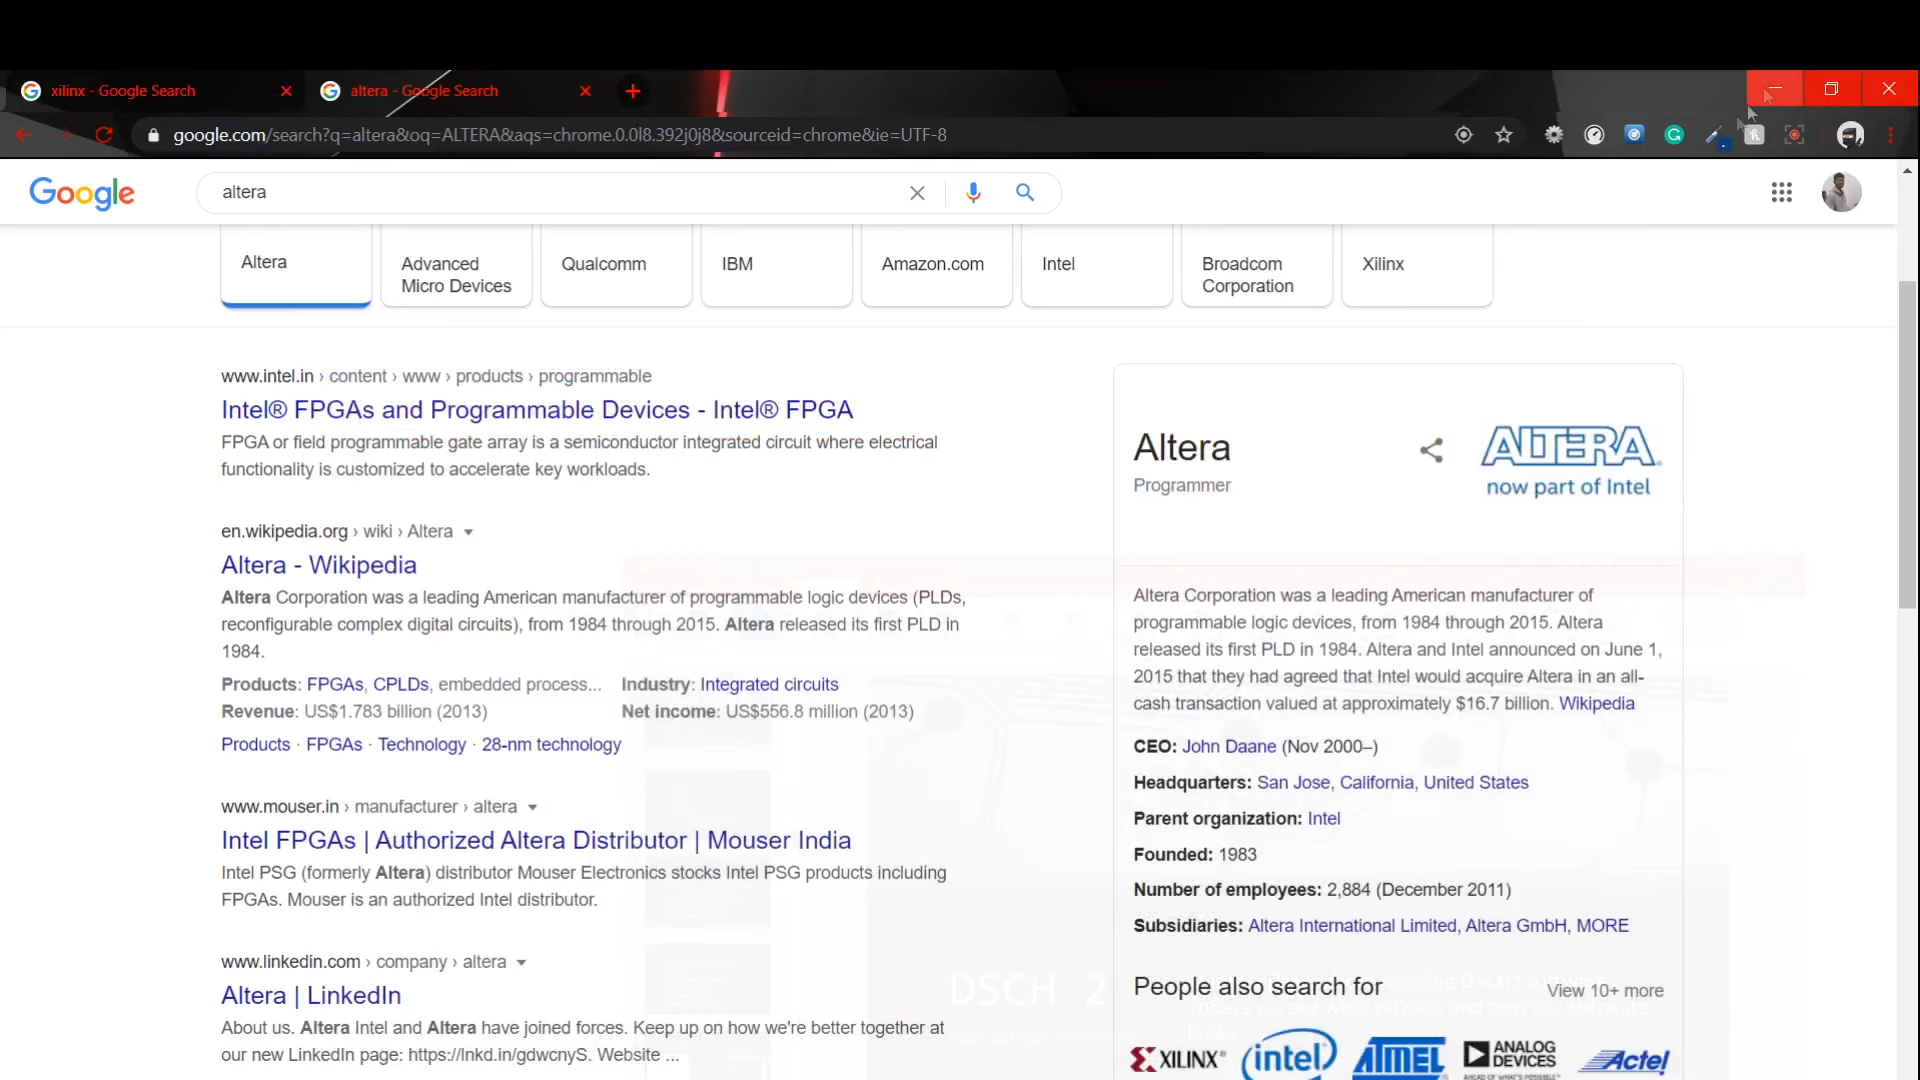 xilinx - Google Search
altera - Google Search
google.com/search?q=altera&oq=ALTERA&aqs=chrome.0.0l8.392j0j8&sourceid=chrome&ie=UTF-8
Google
altera
Altera
Advanced
Micro Devices
Qualcomm
IBM
Amazon.com
Intel
Broadcom
Corporation
Xilinx
www.intel.in › content › www › products › programmable
Intel® FPGAs and Programmable Devices - Intel® FPGA
FPGA or field programmable gate array is a semiconductor integrated circuit where electrical
functionality is customized to accelerate key workloads.
en.wikipedia.org › wiki › Altera
Altera - Wikipedia
Altera Corporation was a leading American manufacturer of programmable logic devices (PLDs,
reconfigurable complex digital circuits), from 1984 through 2015. Altera released its first PLD in
1984.
Products: FPGAs, CPLDs, embedded process...
Industry: Integrated circuits
Revenue: US$1.783 billion (2013)
Net income: US$556.8 million (2013)
Products · FPGAs · Technology · 28-nm technology
www.mouser.in › manufacturer › altera
Intel FPGAs | Authorized Altera Distributor | Mouser India
Intel PSG (formerly Altera) distributor Mouser Electronics stocks Intel PSG products including
FPGAs. Mouser is an authorized Intel distributor.
www.linkedin.com › company › altera
Altera | LinkedIn
About us. Altera Intel and Altera have joined forces. Keep up on how we're better together at
our new LinkedIn page: https://lnkd.in/gdwcnyS. Website ...
Altera
Programmer
ALTERA
now part of Intel
Altera Corporation was a leading American manufacturer of
programmable logic devices, from 1984 through 2015. Altera
released its first PLD in 1984. Altera and Intel announced on June 1,
2015 that they had agreed that Intel would acquire Altera in an all-
cash transaction valued at approximately $16.7 billion. Wikipedia
CEO: John Daane (Nov 2000–)
Headquarters: San Jose, California, United States
Parent organization: Intel
Founded: 1983
Number of employees: 2,884 (December 2011)
Subsidiaries: Altera International Limited, Altera GmbH, MORE
People also search for
View 10+ more
XILINX
intel
ATMEL
ANALOG
DEVICES
Actel
DSCH 2